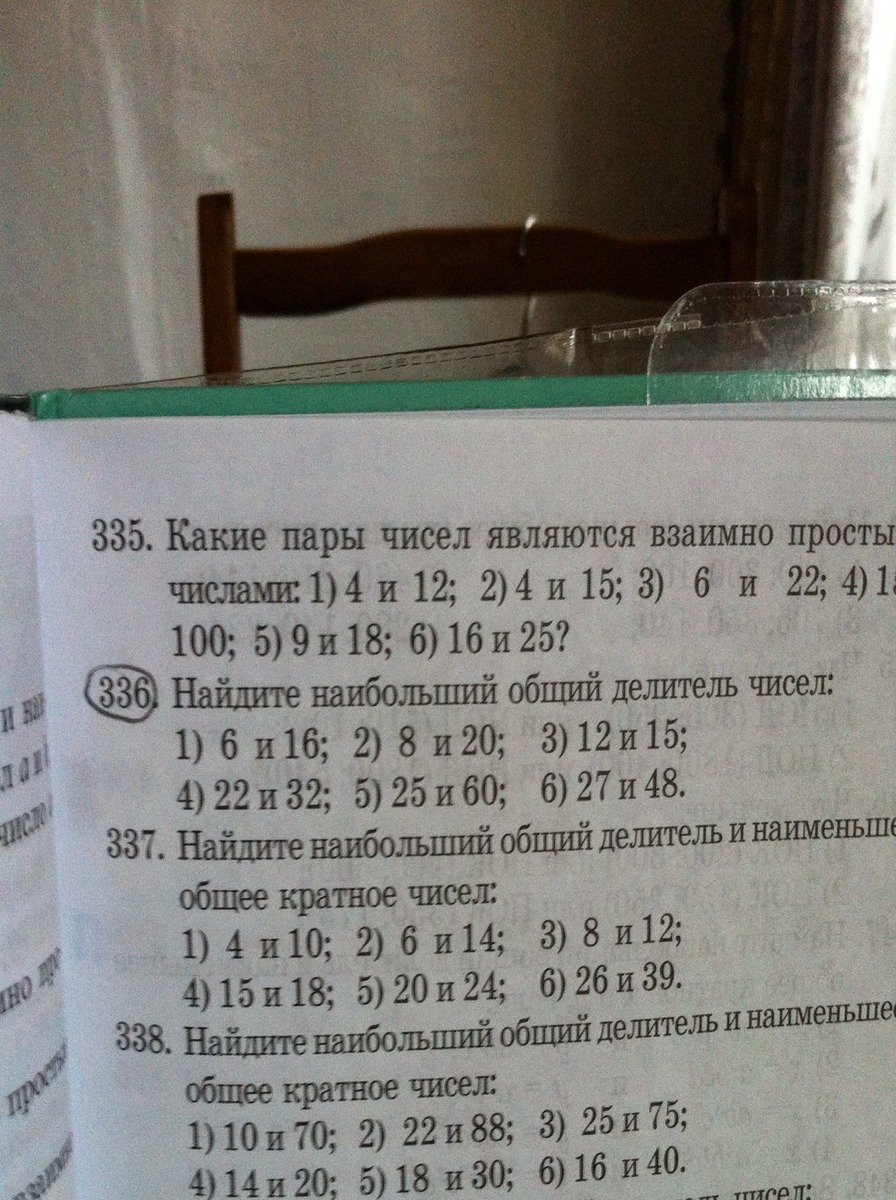 335. Какие пары чисел являются взаимно
числами: 1) 4 и 12; 2) 4 и 15; 3) 6 и 22; 4)
100; 5) 9 и 18; 6) 16 и 25?
336. Найдите наибольший общий делитель чисел:
1) 6 и 16; 2) 8 и 20; 3) 12 и 15;
4) 22 и 32; 5) 25 и 60; 6) 27 и 48.
337. Найдите наибольший общий делитель и
общее кратное чисел:
1) 4 и 10; 2) 6 и 14; 3) 8 и 12;
4) 15 и 18; 5) 20 и 24; 6) 26 и 39.
338. Найдите наибольший общий делитель и
общее кратное чисел:
1) 10 и 70; 2) 22 и 88; 3) 25 и 75;
4) 14 и 20; 5) 18 и 30; 6) 16 и 40.
чисел: